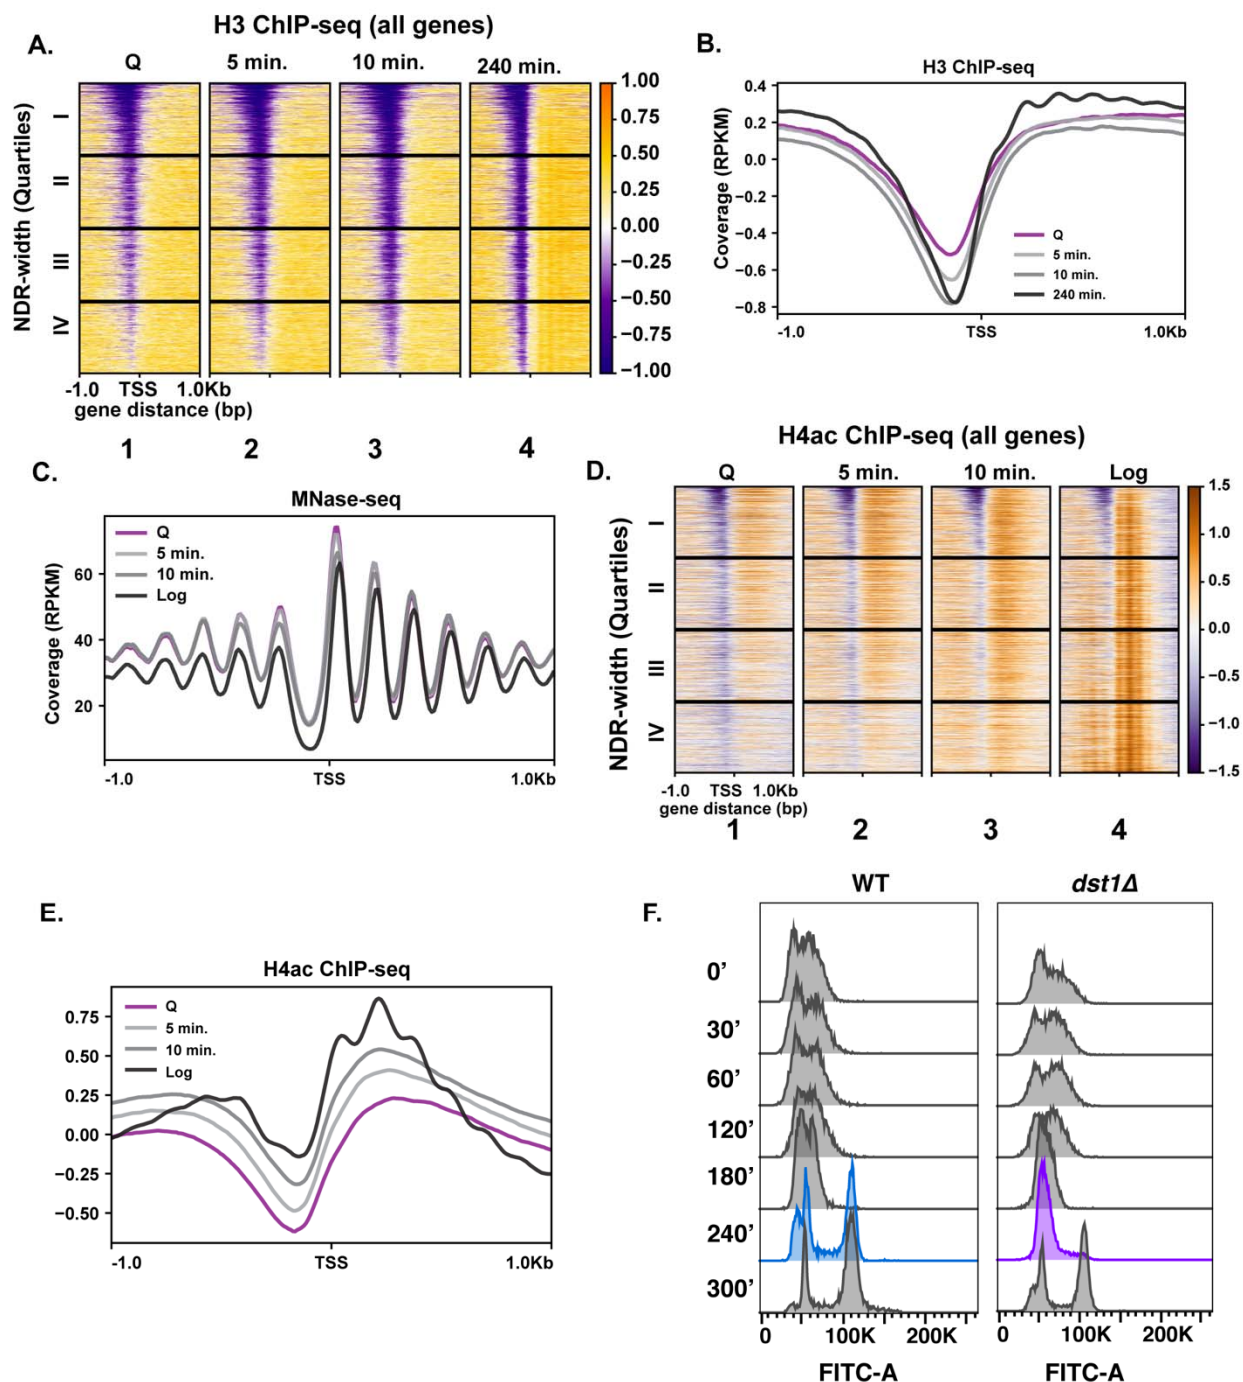 A.
H3 ChIP-seq (all genes)
Q 5 min. 10 min. 240 min.
NDR-width (Quartiles)
I
II
III
IV
1.00
0.75
0.50
0.25
0.00
−0.25
−0.50
−0.75
−1.00
-1.0 TSS 1.0Kb
gene distance (bp)
1 2 3 4
B.
H3 ChIP-seq
Coverage (RPKM)
0.4
0.2
0.0
−0.2
−0.4
−0.6
−0.8
Q
5 min.
10 min.
240 min.
-1.0 TSS 1.0Kb
C.
MNase-seq
Coverage (RPKM)
60
40
20
Q
5 min.
10 min.
Log
-1.0 TSS 1.0Kb
D.
H4ac ChIP-seq (all genes)
Q 5 min. 10 min. Log
NDR-width (Quartiles)
I
II
III
IV
1.5
1.0
0.5
0.0
−0.5
−1.0
−1.5
-1.0 TSS 1.0Kb
gene distance (bp)
1 2 3 4
E.
H4ac ChIP-seq
0.75
0.50
0.25
0.00
−0.25
−0.50
Q
5 min.
10 min.
Log
-1.0 TSS 1.0Kb
F.
WT dst1Δ
0’
30’
60’
120’
180’
240’
300’
0 100K 200K 0 100K 200K
FITC-A FITC-A